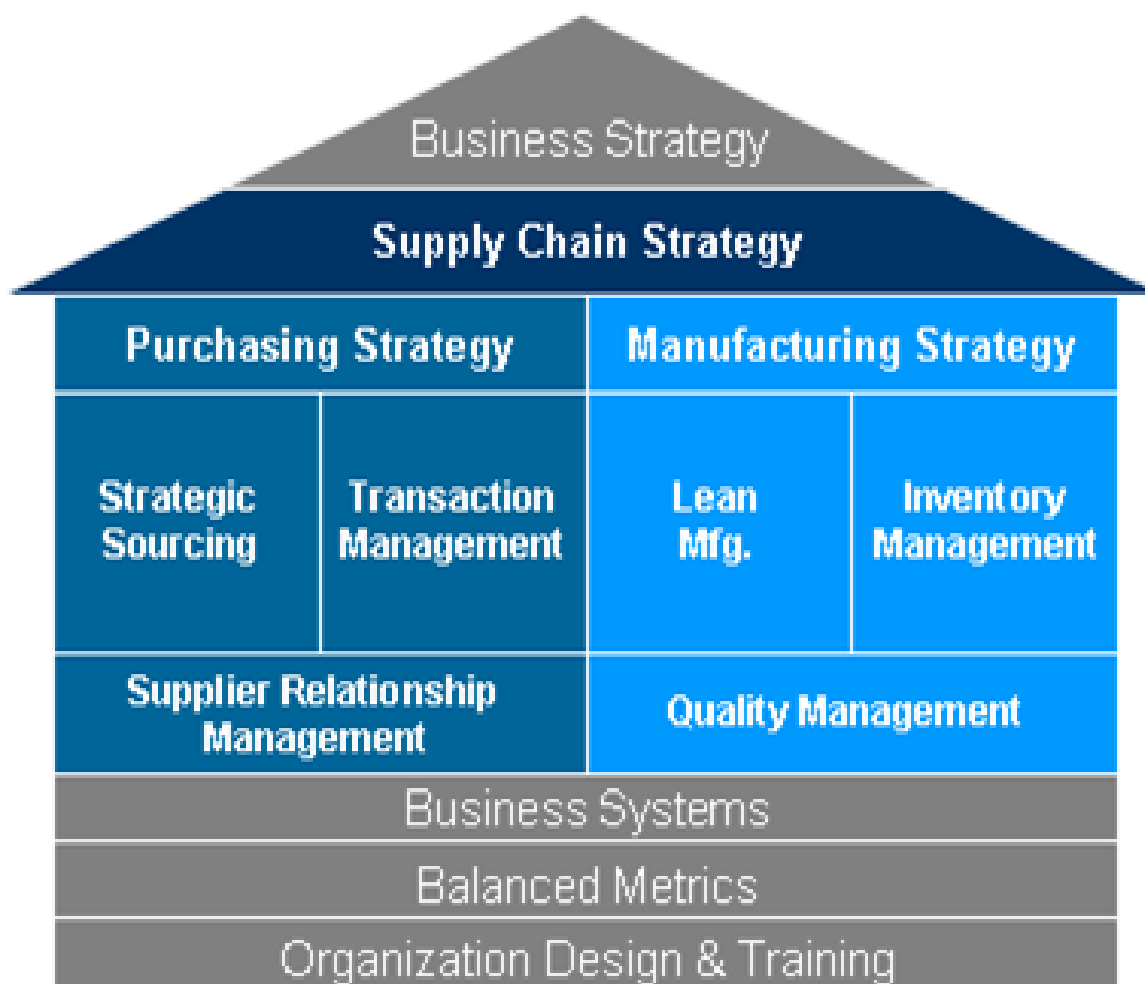 Business Strategy
Supply Chain Strategy
Purchasing Strategy
Manufacturing Strategy
Strategic
Sourcing
Transaction
Management
Lean
Mfg.
Inventory
Management
Supplier Relationship
Management
Quality Management
Business Systems
Balanced Metrics
Organization Design & Training